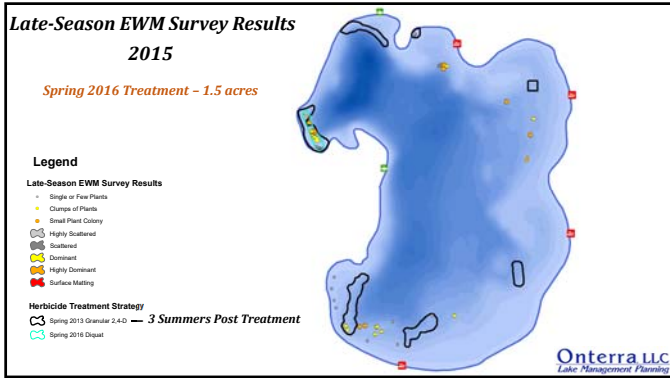 Late-Season EWM Survey Results
2015
Spring 2016 Treatment – 1.5 acres
Legend
Late-Season EWM Survey Results
Single or Few Plants
Clumps of Plants
Small Plant Colony
Highly Scattered
Scattered
Dominant
Highly Dominant
Surface Matting
Herbicide Treatment Strategy
Spring 2013 Granular 2,4-D — 3 Summers Post Treatment
Spring 2016 Diquat
Onterra, LLC
Lake Management Planning